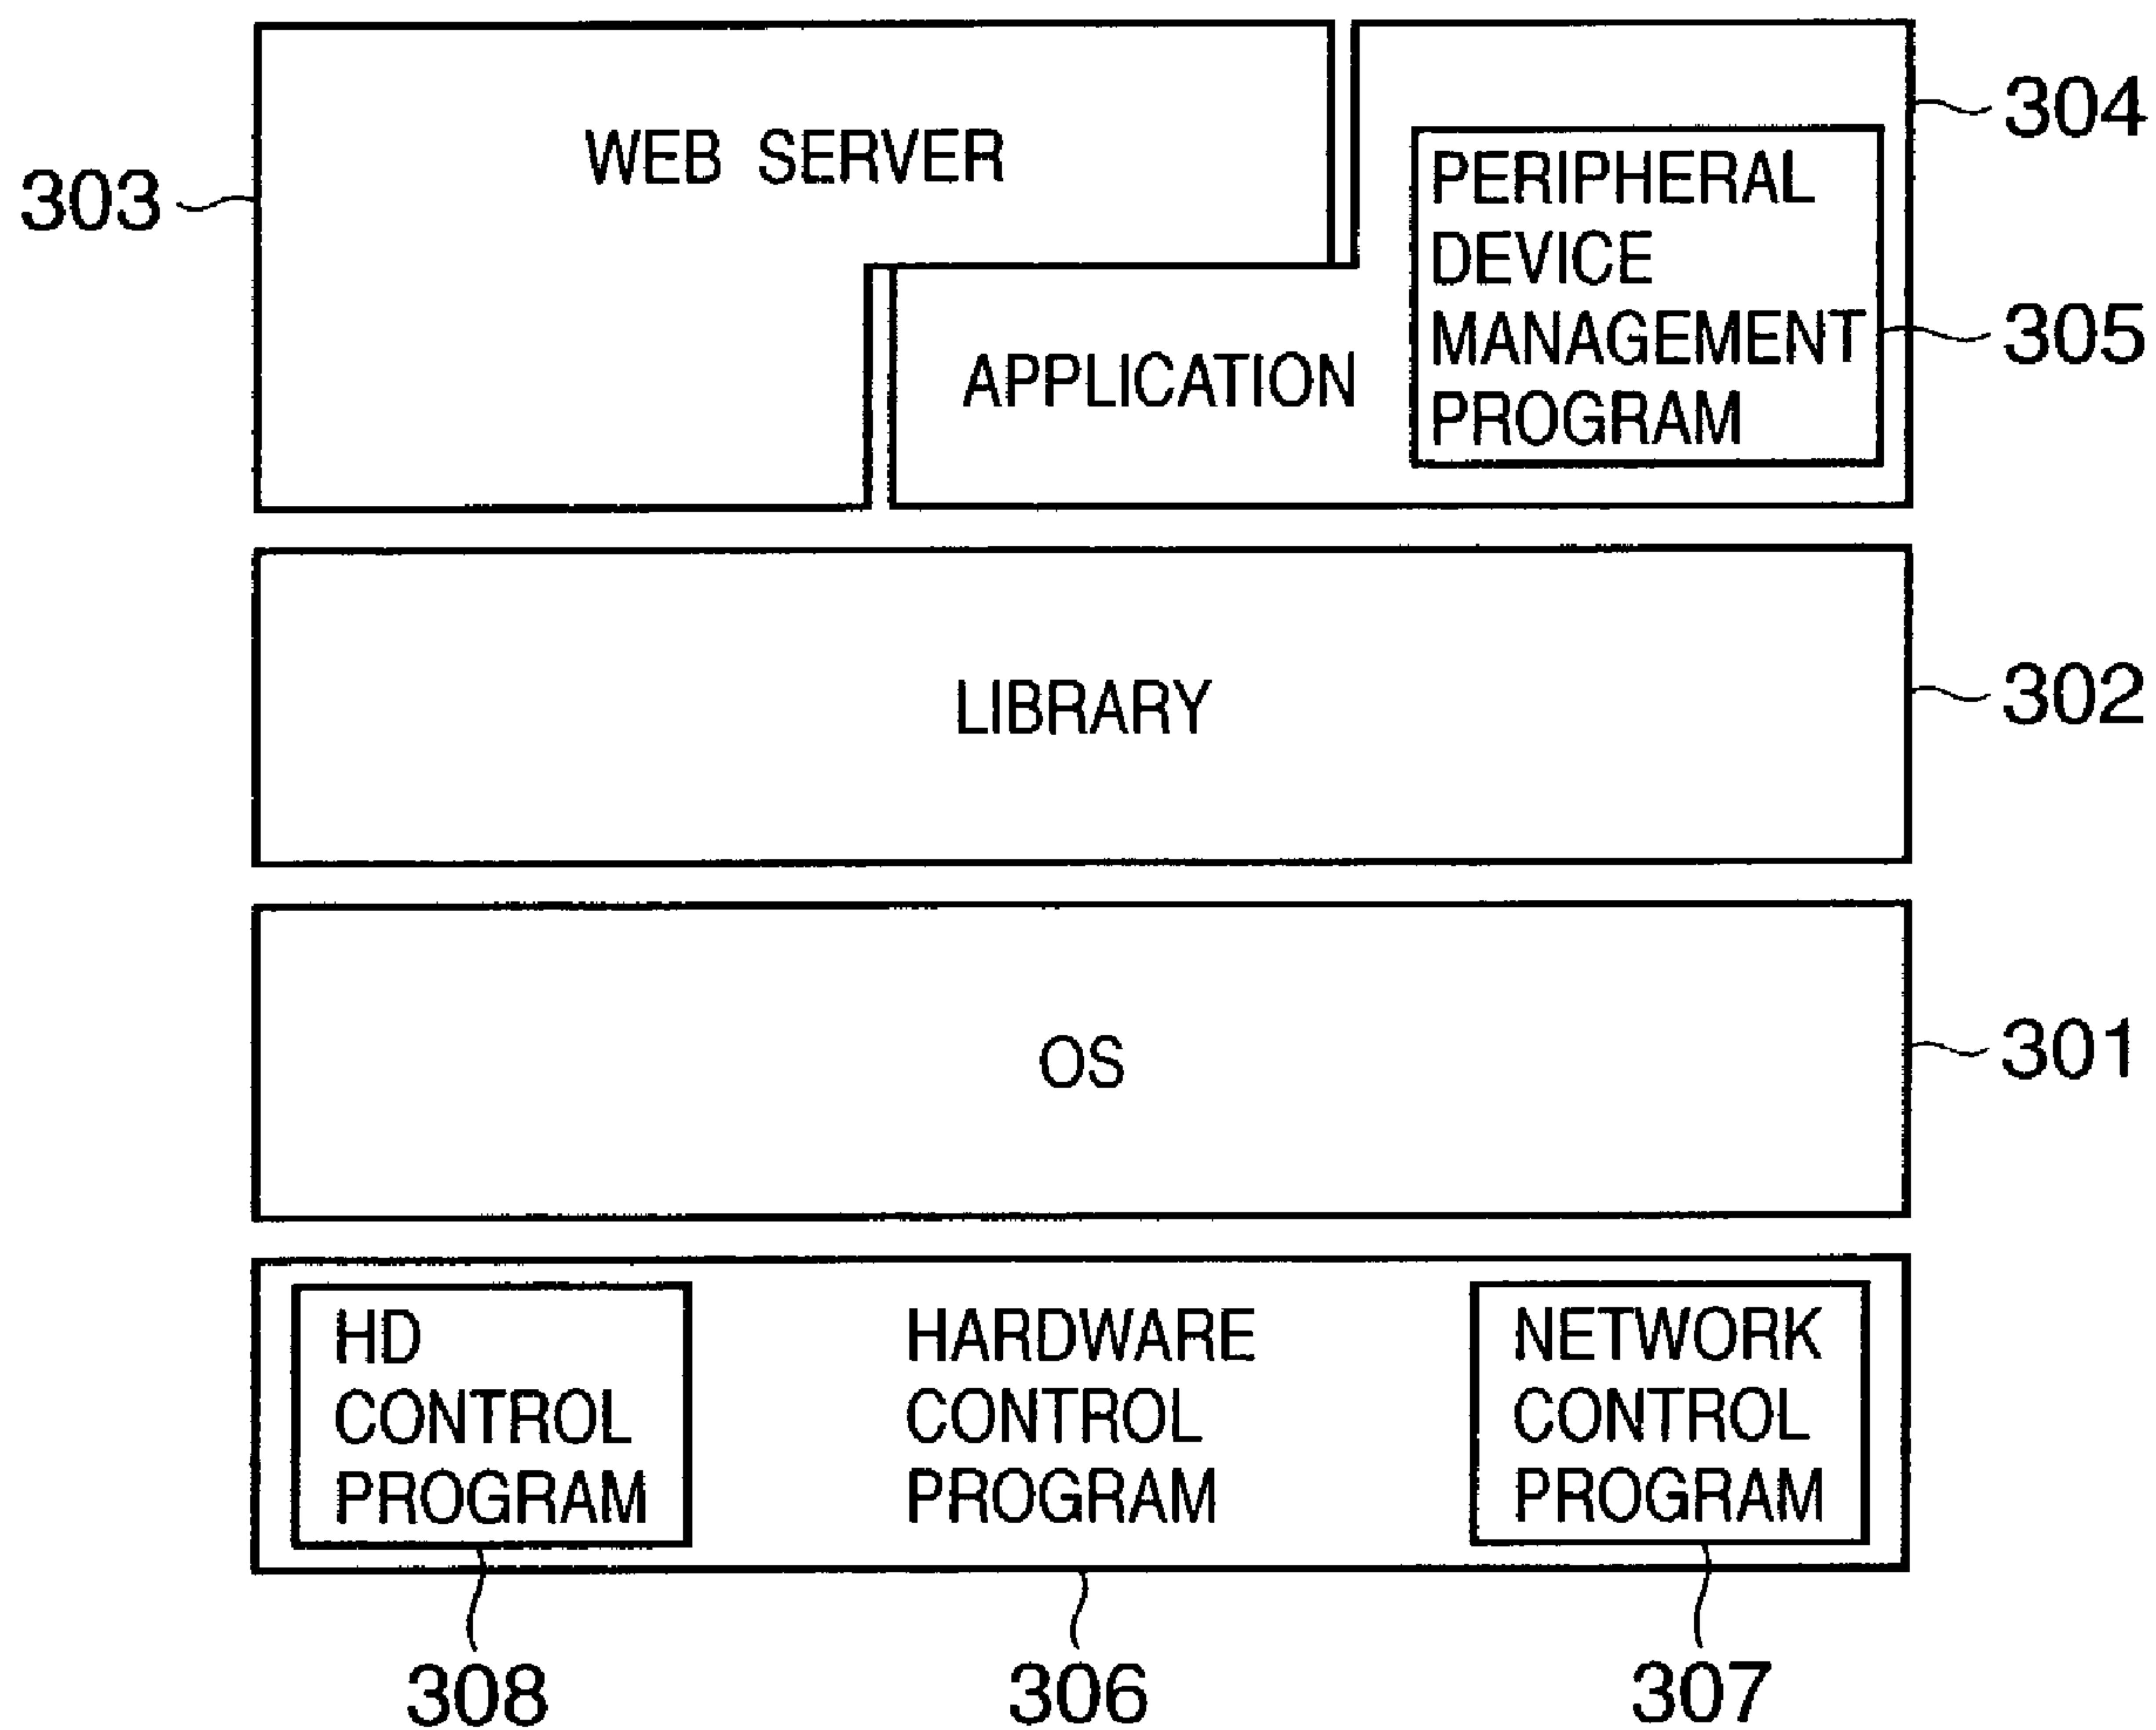 WEB SERVER
304
303
PERIPHERAL
DEVICE
MANAGEMENT
PROGRAM
305
APPLICATION
LIBRARY
302
OS
301
HD
CONTROL
PROGRAM
HARDWARE
CONTROL
PROGRAM
NETWORK
CONTROL
PROGRAM
308
306
307